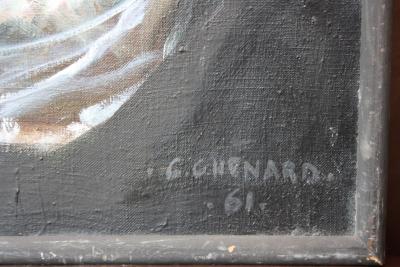 . G. CHENARD.
. 61.